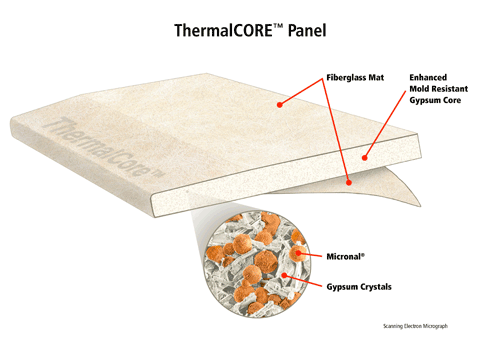 ThermalCORE™ Panel
Fiberglass Mat
Enhanced
Mold Resistant
Gypsum Core
ThermalCore™
Micronal®
Gypsum Crystals
Scanning Electron Micrograph